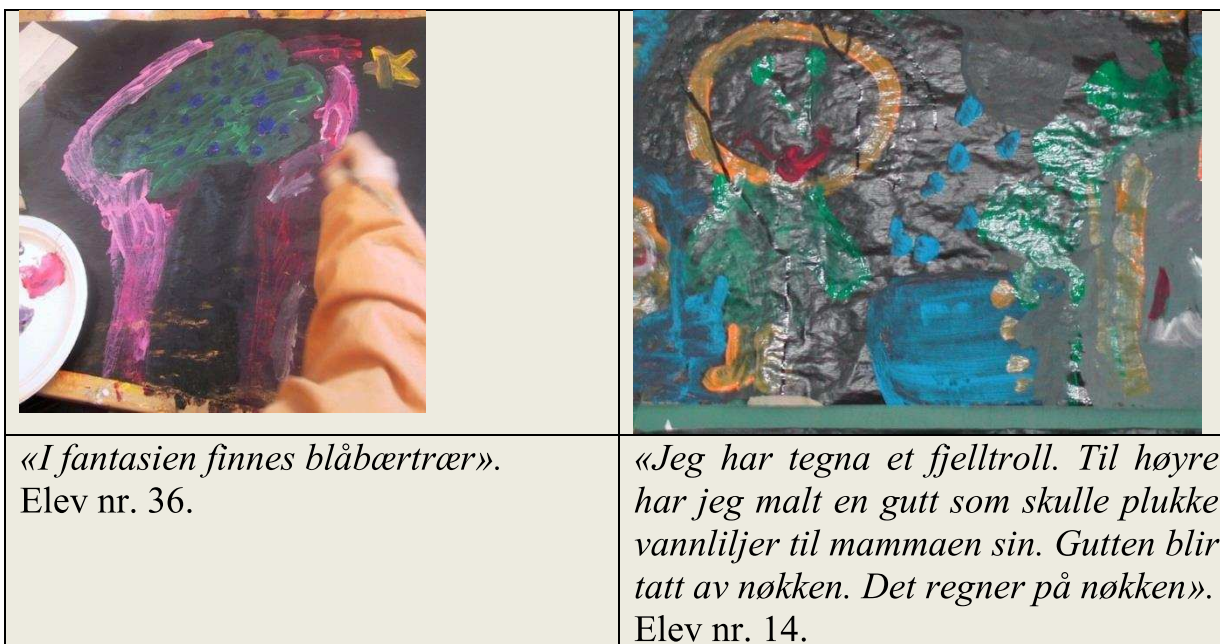 «I fantasien finnes blåbærtrær».
Elev nr. 36.
«Jeg har tegna et fjelltroll. Til høyre
har jeg malt en gutt som skulle plukke
vannliljer til mammaen sin. Gutten blir
tatt av nøkken. Det regner på nøkken».
Elev nr. 14.